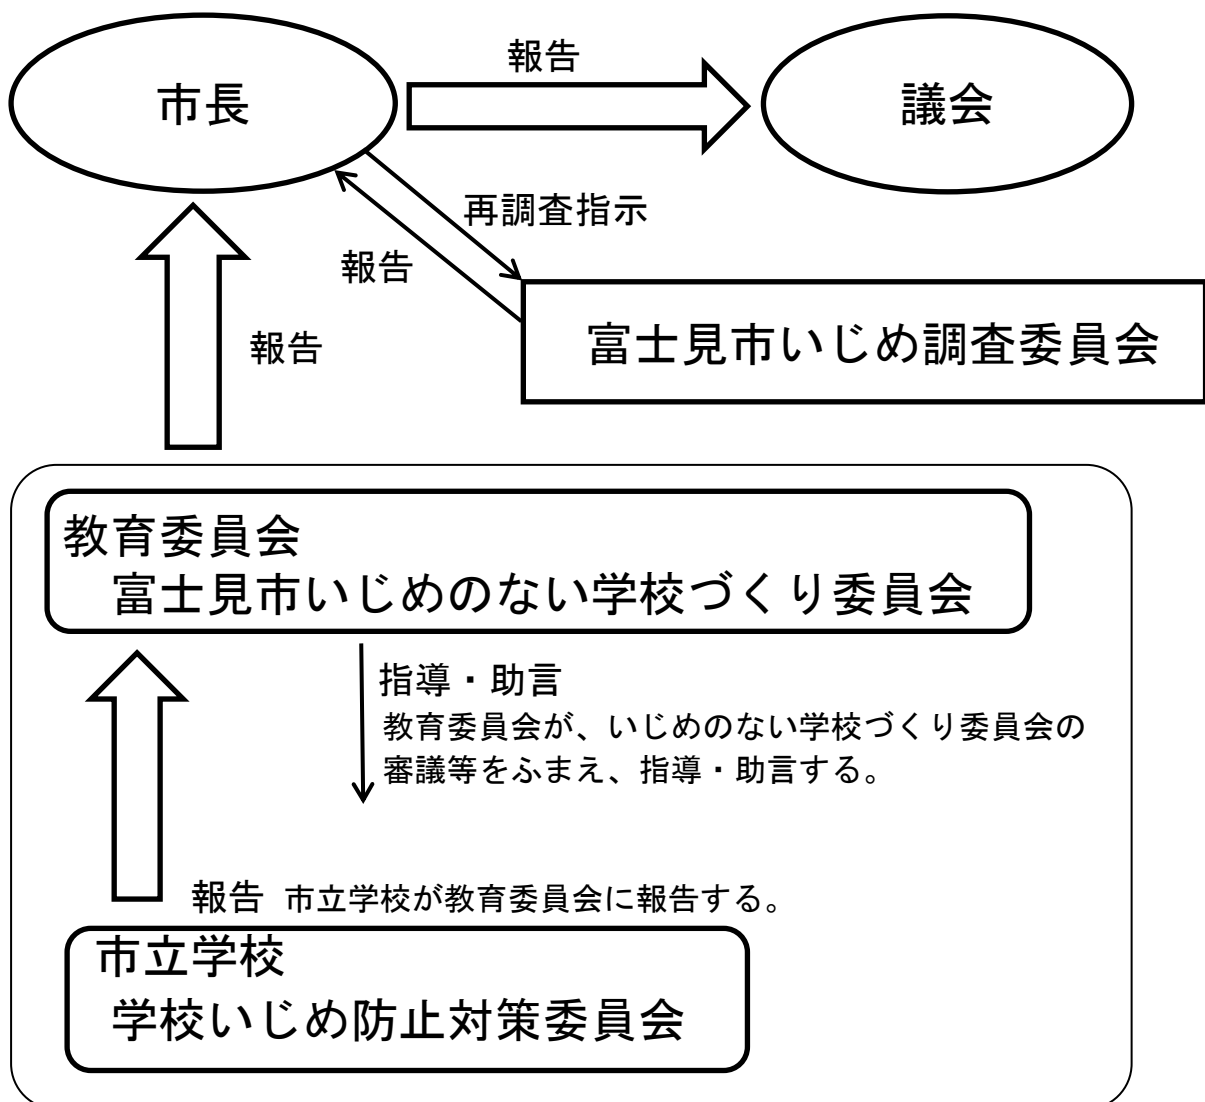 報告
市長
議会
再調査指示
報告
富士見市いじめ調査委員会
報告
教育委員会
富士見市いじめのない学校づくり委員会
指導・助言
教育委員会が、いじめのない学校づくり委員会の
審議等をふまえ、指導・助言する。
報告 市立学校が教育委員会に報告する。
市立学校
学校いじめ防止対策委員会